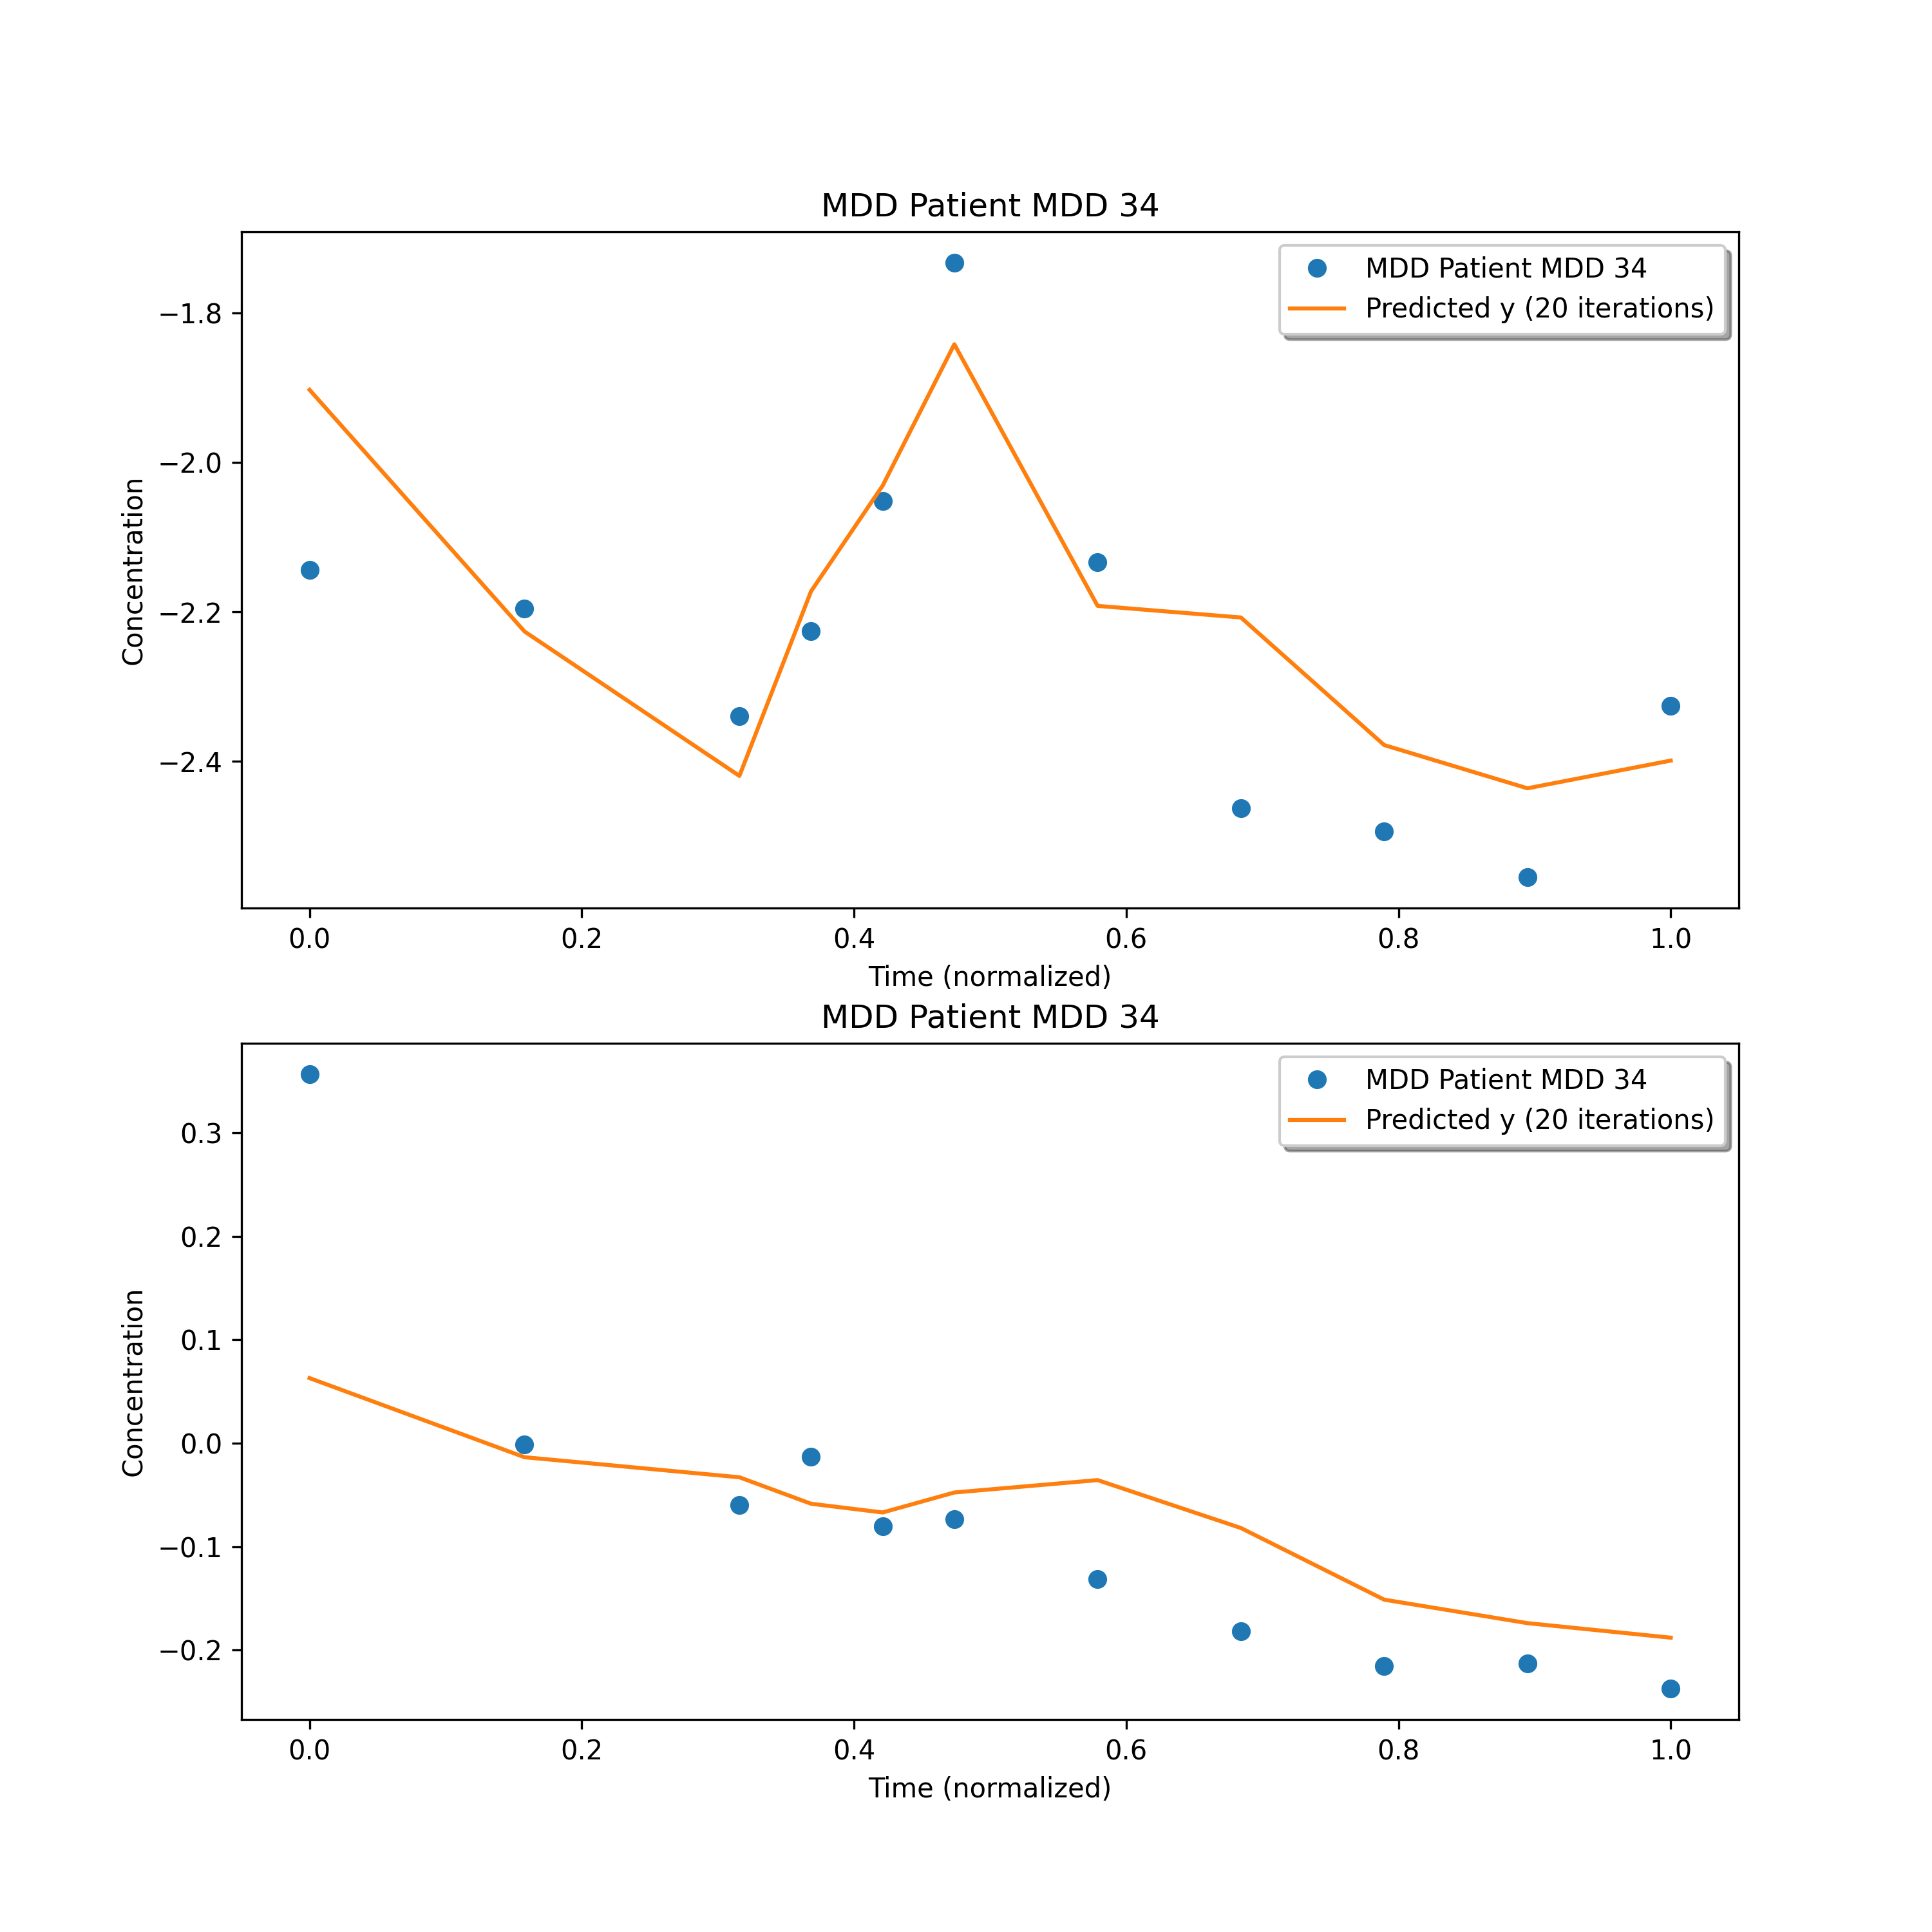 MDD Patient MDD 34
MDD Patient MDD 34
Predicted y (20 iterations)
−1.8
−2.0
−2.2
−2.4
Concentration
0.0 0.2 0.4 0.6 0.8 1.0
Time (normalized)
MDD Patient MDD 34
MDD Patient MDD 34
Predicted y (20 iterations)
0.3
0.2
0.1
0.0
−0.1
−0.2
Concentration
0.0 0.2 0.4 0.6 0.8 1.0
Time (normalized)